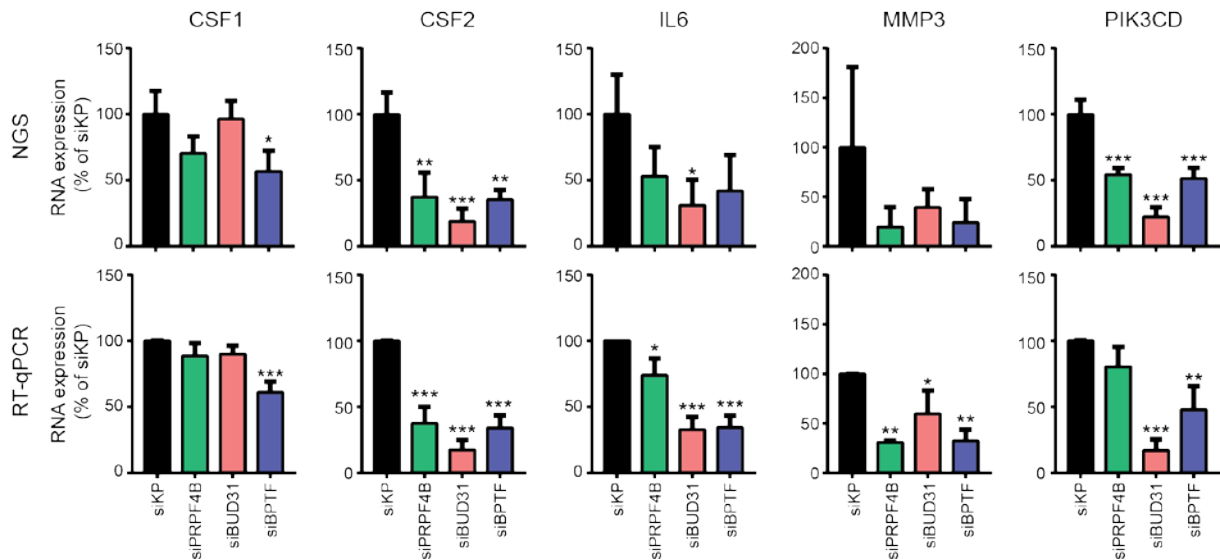 CSF1 CSF2 IL6 MMP3 PIK3CD
NGS
RNA expression
(% of siKP)
150
100
50
0
*
150
100
50
0
**
***
**
150
100
50
0
*
200
150
100
50
0
150
100
50
0
***
***
***
RT-qPCR
RNA expression
(% of siKP)
150
100
50
0
***
150
100
50
0
***
***
***
150
100
50
0
*
***
***
200
150
100
50
0
**
*
**
150
100
50
0
***
**
siKP
siPRPF4B
siBUD31
siBPTF
siKP
siPRPF4B
siBUD31
siBPTF
siKP
siPRPF4B
siBUD31
siBPTF
siKP
siPRPF4B
siBUD31
siBPTF
siKP
siPRPF4B
siBUD31
siBPTF